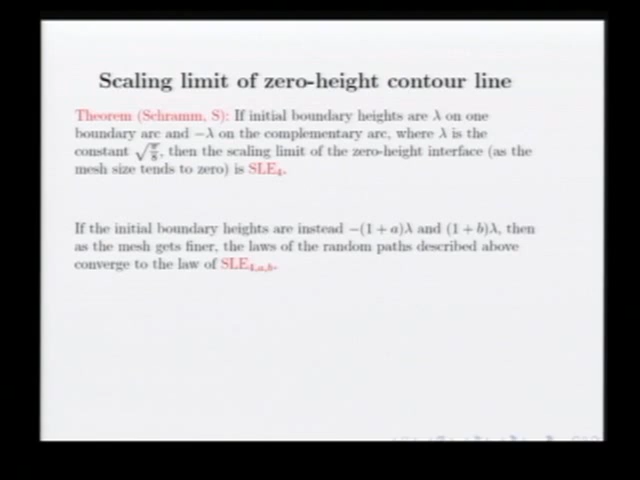 Scaling limit of zero-height contour line
Theorem (Schramm, S): If initial boundary heights are λ on one
boundary arc and −λ on the complementary arc, where λ is the
constant √(π/8), then the scaling limit of the zero-height interface (as the
mesh size tends to zero) is SLE₄.
If the initial boundary heights are instead −(1 + a)λ and (1 + b)λ, then
as the mesh gets finer, the laws of the random paths described above
converge to the law of SLE₄,ₐ,b.